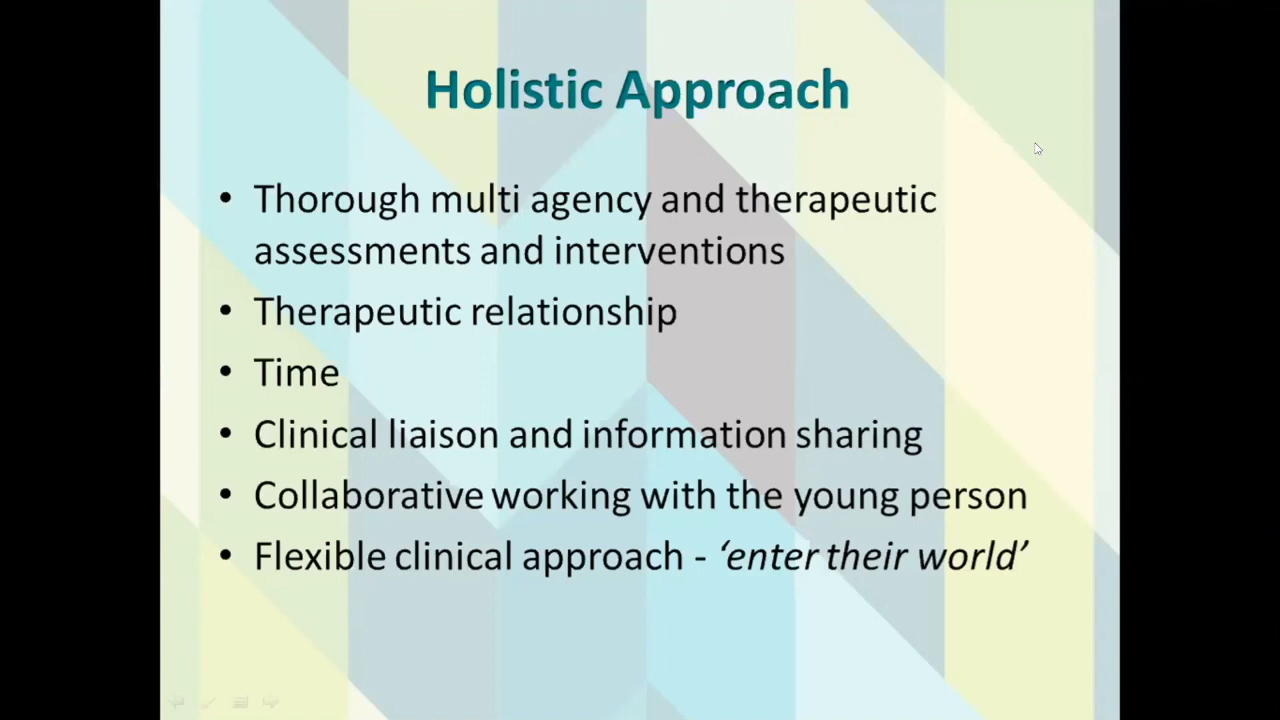 Holistic Approach
• Thorough multi agency and therapeutic
assessments and interventions
• Therapeutic relationship
• Time
• Clinical liaison and information sharing
• Collaborative working with the young person
• Flexible clinical approach - ‘enter their world’